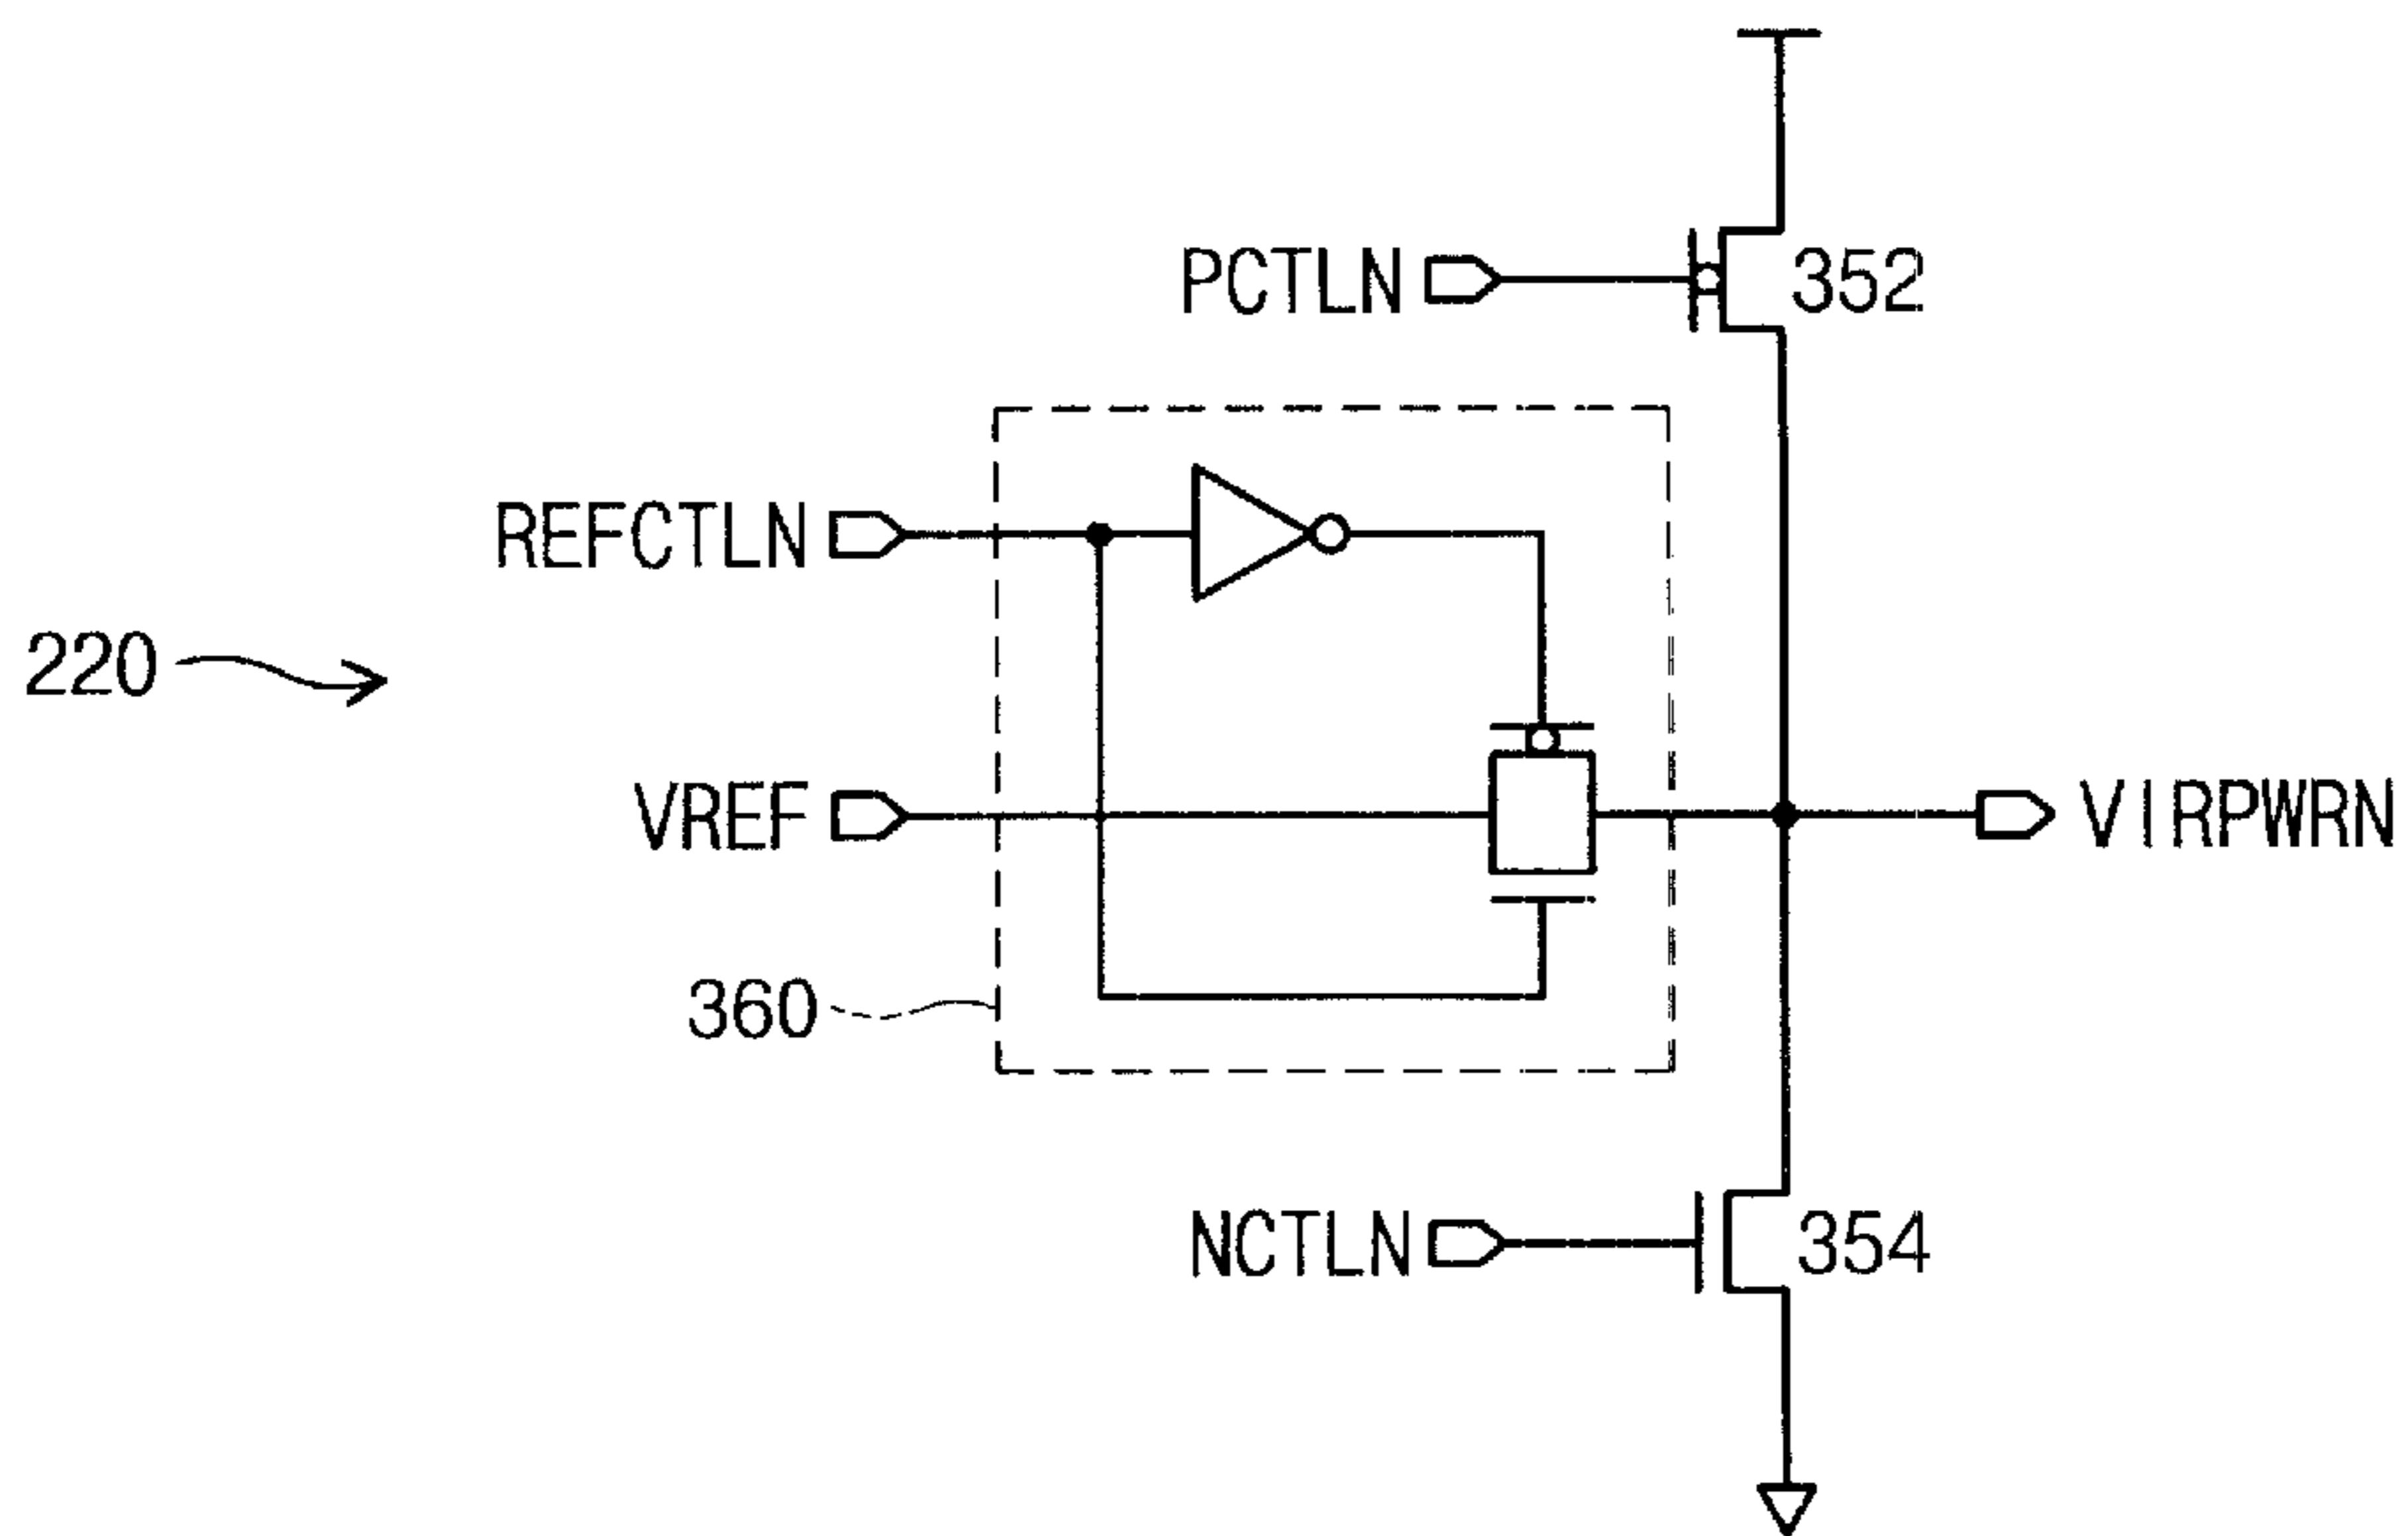 PCTLN
352
REFCTLN
220
VREF
VIRPWRN
360
NCTLN
354